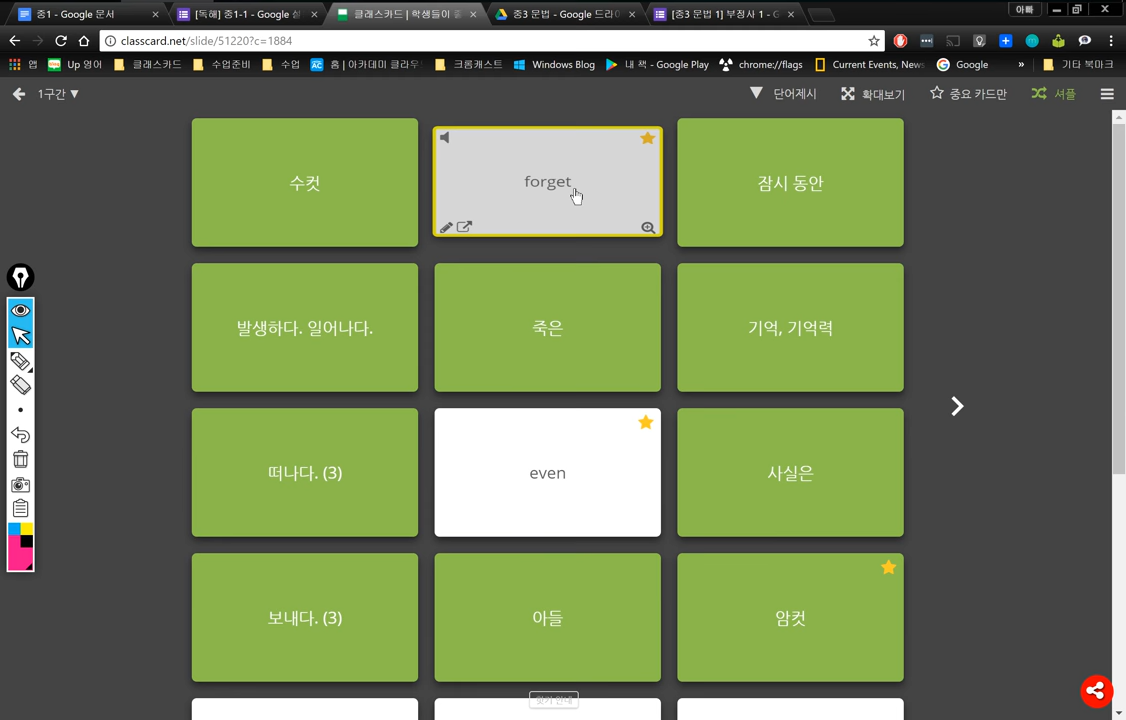 중1 - Google 문서
[독해] 중1-1 - Google 설
클래스카드 | 학생들이 좋
중3 문법 - Google 드라이
[중3 문법 1] 부정사 1 - G
아빠
classcard.net/slide/51220?c=1884
앱
Up 영어
클래스카드
수업준비
수업
홈 | 아카데미 클라우
크롬캐스트
Windows Blog
내 책 - Google Play
chrome://flags
Current Events, News
Google
»
기타 북마크
1구간 ▼
단어제시
확대보기
중요 카드만
셔플
수컷
forget
잠시 동안
발생하다. 일어나다.
죽은
기억, 기억력
떠나다. (3)
even
사실은
보내다. (3)
아들
암컷